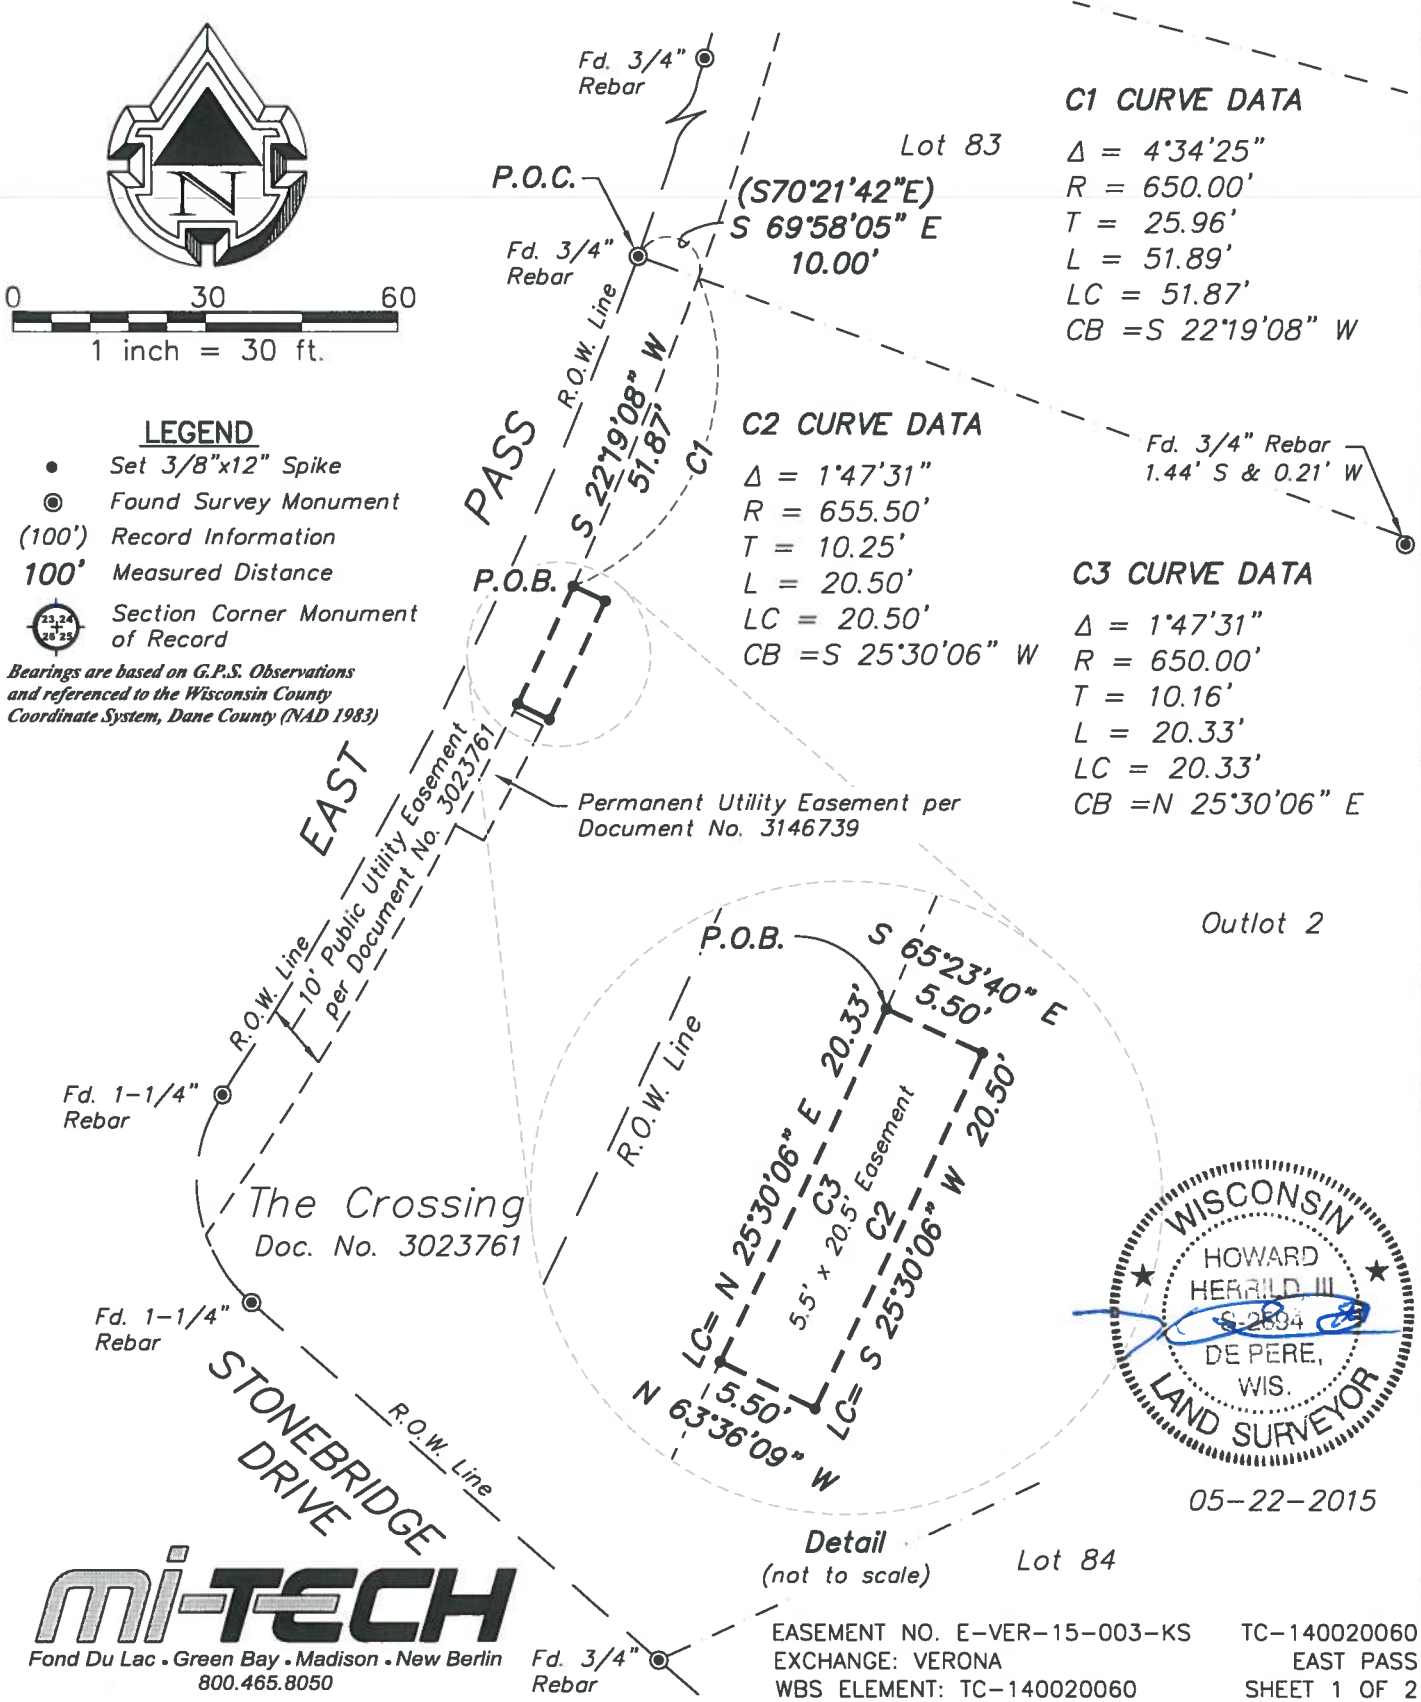 Fd. 3/4"
Rebar
Lot 83
P.O.C.
(S70°21'42"E)
S 69°58'05" E
10.00'
Fd. 3/4"
Rebar
N
0 30 60
1 inch = 30 ft.
C1 CURVE DATA
Δ = 4°34'25"
R = 650.00'
T = 25.96'
L = 51.89'
LC = 51.87'
CB =S 22°19'08" W
R.O.W. Line
S 22°19'08" W
51.87'
C1
PASS
LEGEND
Set 3/8"x12" Spike
Found Survey Monument
(100') Record Information
100' Measured Distance
23 24
26 25
Section Corner Monument
of Record
Bearings are based on G.P.S. Observations
and referenced to the Wisconsin County
Coordinate System, Dane County (NAD 1983)
C2 CURVE DATA
Δ = 1°47'31"
R = 655.50'
T = 10.25'
L = 20.50'
LC = 20.50'
CB =S 25°30'06" W
Fd. 3/4" Rebar
1.44' S & 0.21' W
C3 CURVE DATA
Δ = 1°47'31"
R = 650.00'
T = 10.16'
L = 20.33'
LC = 20.33'
CB =N 25°30'06" E
P.O.B.
EAST
10' Public Utility Easement
per Document No. 3023761
Permanent Utility Easement per
Document No. 3146739
R.O.W. Line
Outlot 2
P.O.B.
S 65°23'40" E
5.50'
R.O.W. Line
LC= N 25°30'06" E 20.33'
C3
5.5' x 20.5' Easement
C2
LC= S 25°30'06" W 20.50'
5.50'
N 63°36'09" W
Fd. 1-1/4"
Rebar
The Crossing
Doc. No. 3023761
Fd. 1-1/4"
Rebar
STONEBRIDGE
DRIVE
R.O.W. Line
WISCONSIN
HOWARD
HERRILD, III
S-2694
DE PERE,
WIS.
LAND SURVEYOR
05-22-2015
Detail
(not to scale)
Lot 84
mi-TECH
Fond Du Lac • Green Bay • Madison • New Berlin
800.465.8050
Fd. 3/4"
Rebar
EASEMENT NO. E-VER-15-003-KS TC-140020060
EXCHANGE: VERONA EAST PASS
WBS ELEMENT: TC-140020060 SHEET 1 OF 2